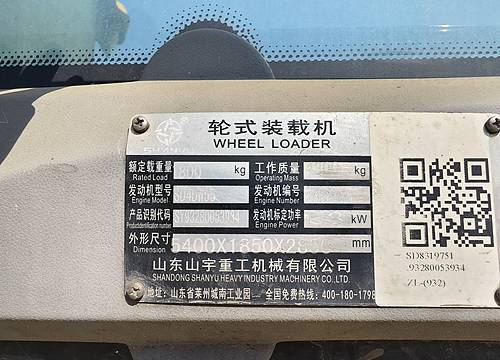 SHANYU
轮式装载机
WHEEL LOADER
额定载重量 kg 工作质量 kg
Rated Load Operating Mass
发动机型号 发动机编号
Engine Model Engine Number
产品识别代码 发动机标定功率 kW
Productidentification number Engine Power
外形尺寸 5400X1850X mm
Dimension
山东山宇重工机械有限公司
SHANDONG SHANYU HEAVY INDUSTRY MACHINERY CO.,LTD.
地址：山东省莱州城南工业园 全国免费热线：400-180-1798
SD8319751
.93280053934
ZL-(932)